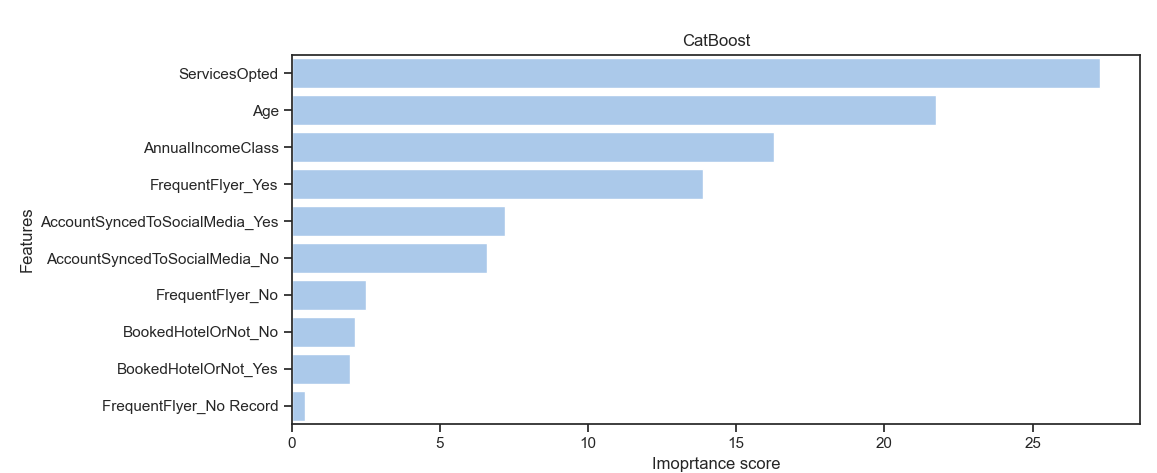 CatBoost
ServicesOpted
Age
AnnualIncomeClass
FrequentFlyer_Yes
AccountSyncedToSocialMedia_Yes
AccountSyncedToSocialMedia_No
FrequentFlyer_No
BookedHotelOrNot_No
BookedHotelOrNot_Yes
FrequentFlyer_No Record
Features
0 5 10 15 20 25
Imoprtance score